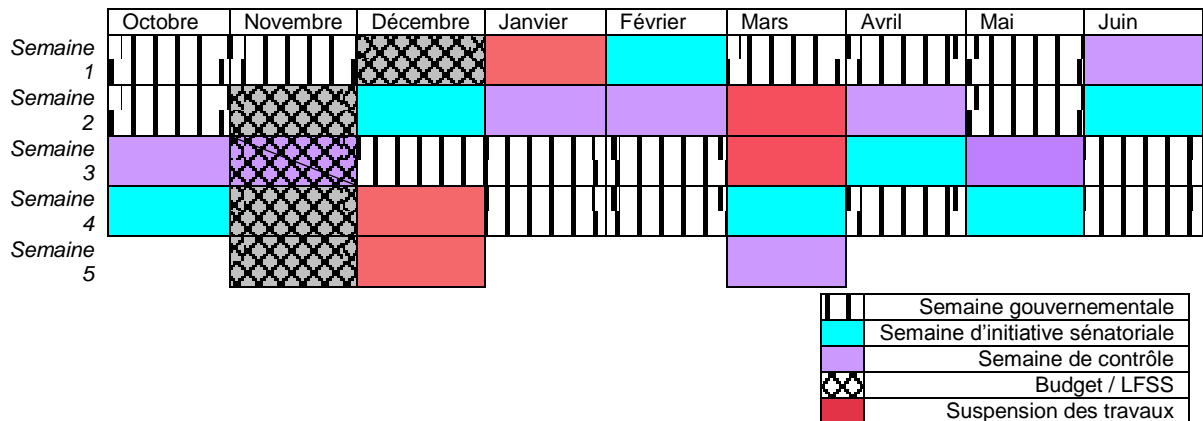 Octobre Novembre Décembre Janvier Février Mars Avril Mai Juin
Semaine
1
Semaine
2
Semaine
3
Semaine
4
Semaine
5
Semaine gouvernementale
Semaine d'initiative sénatoriale
Semaine de contrôle
Budget / LFSS
Suspension des travaux